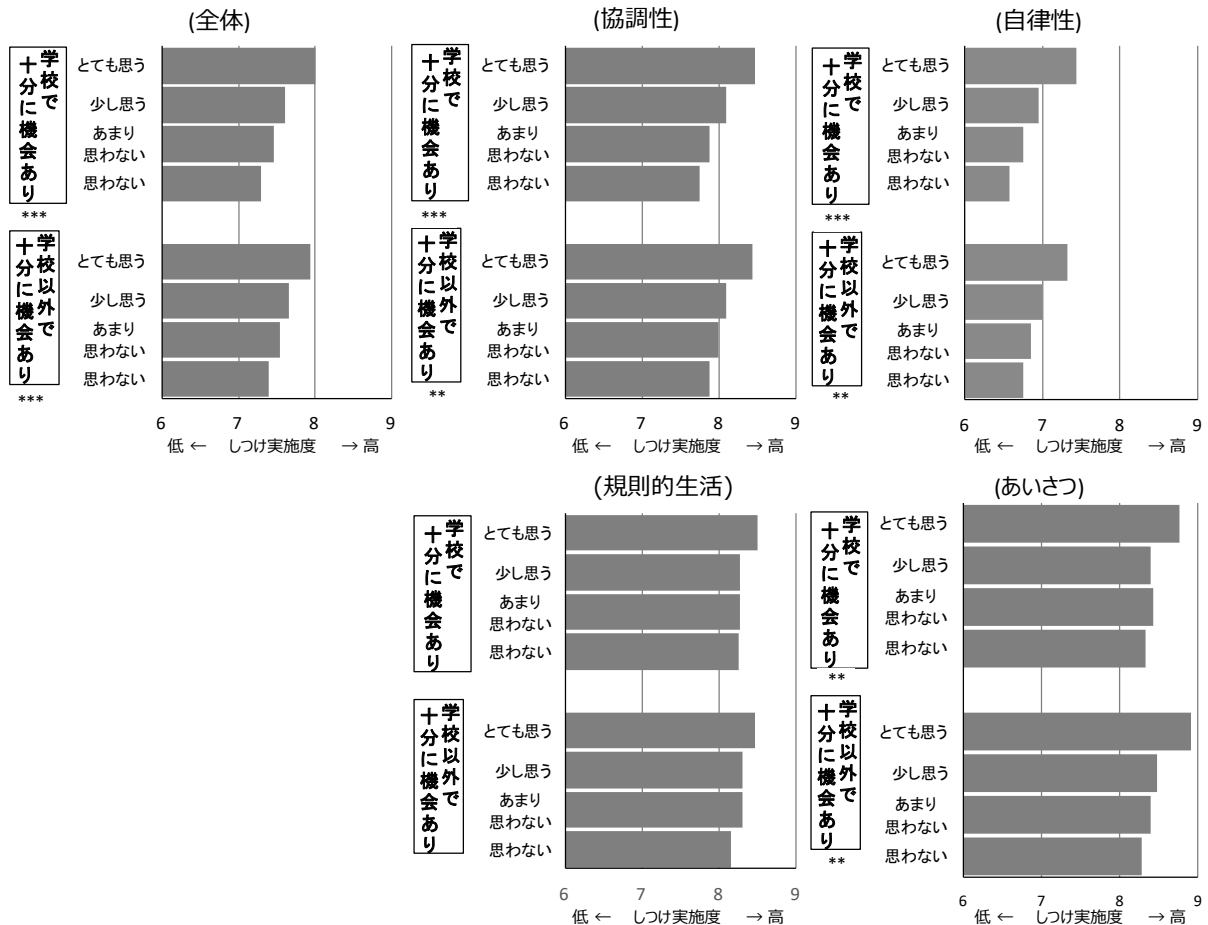 (全体)
学校で
十分に機会あり
***
とても思う
少し思う
あまり
思わない
思わない
学校以外で
十分に機会あり
***
とても思う
少し思う
あまり
思わない
思わない
6 7 8 9
低 ← しつけ実施度 → 高
(協調性)
学校で
十分に機会あり
***
とても思う
少し思う
あまり
思わない
思わない
学校以外で
十分に機会あり
**
とても思う
少し思う
あまり
思わない
思わない
6 7 8 9
低 ← しつけ実施度 → 高
(自律性)
学校で
十分に機会あり
***
とても思う
少し思う
あまり
思わない
思わない
学校以外で
十分に機会あり
**
とても思う
少し思う
あまり
思わない
思わない
6 7 8 9
低 ← しつけ実施度 → 高
(規則的生活)
学校で
十分に機会あり
とても思う
少し思う
あまり
思わない
思わない
学校以外で
十分に機会あり
とても思う
少し思う
あまり
思わない
思わない
6 7 8 9
低 ← しつけ実施度 → 高
(あいさつ)
学校で
十分に機会あり
**
とても思う
少し思う
あまり
思わない
思わない
学校以外で
十分に機会あり
**
とても思う
少し思う
あまり
思わない
思わない
6 7 8 9
低 ← しつけ実施度 → 高